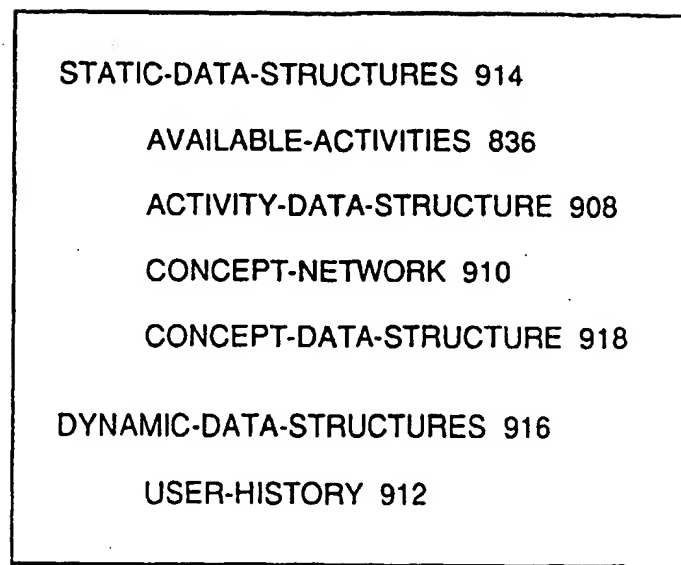 STATIC-DATA-STRUCTURES 914
AVAILABLE-ACTIVITIES 836
ACTIVITY-DATA-STRUCTURE 908
CONCEPT-NETWORK 910
CONCEPT-DATA-STRUCTURE 918
DYNAMIC-DATA-STRUCTURES 916
USER-HISTORY 912